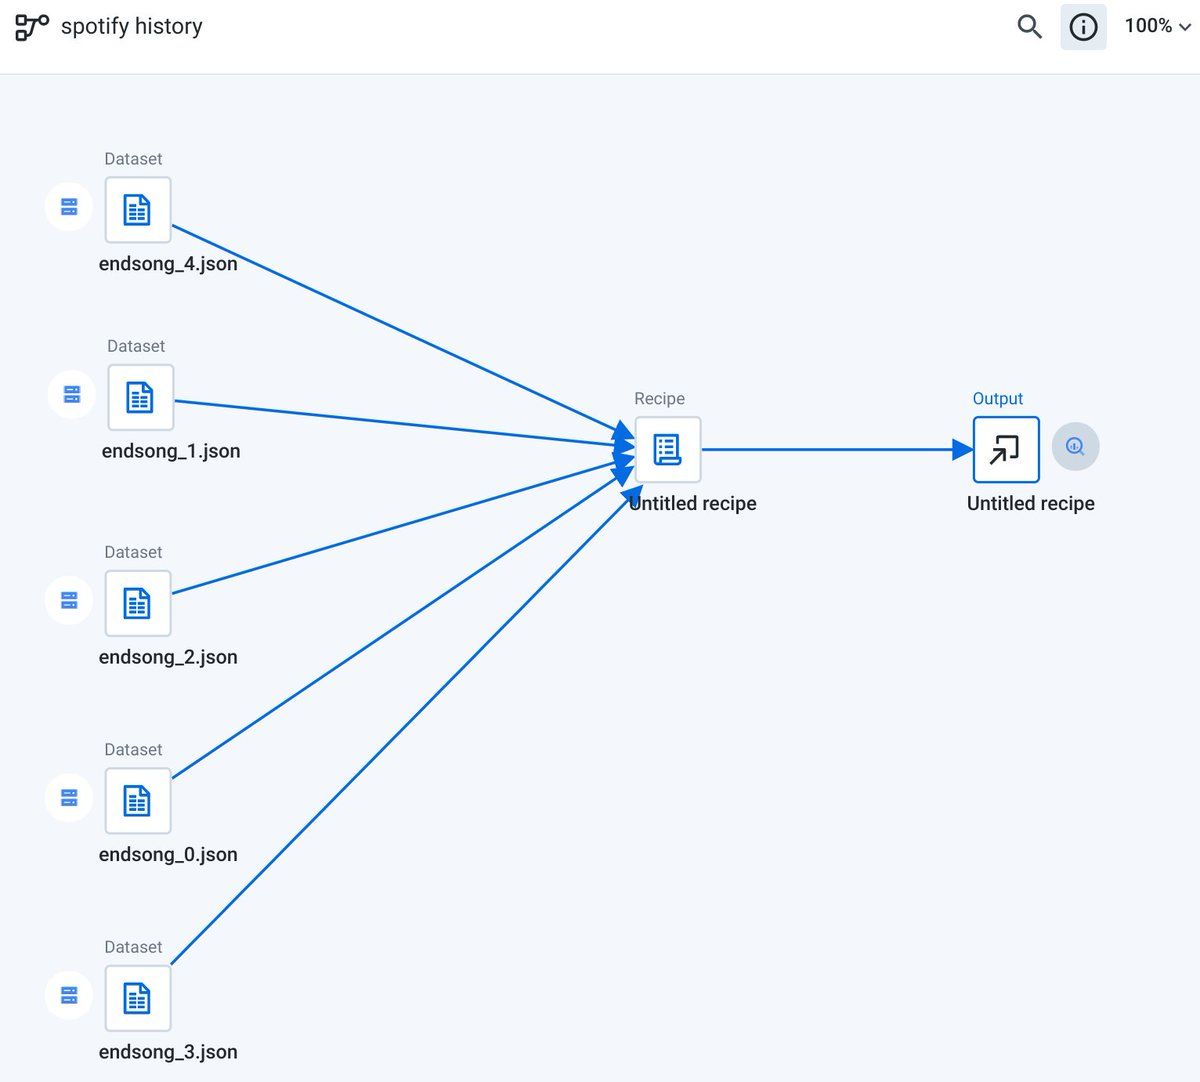 spotify history
100%
Dataset
endsong_4.json
Dataset
endsong_1.json
Recipe
Untitled recipe
Output
Untitled recipe
Dataset
endsong_2.json
Dataset
endsong_0.json
Dataset
endsong_3.json